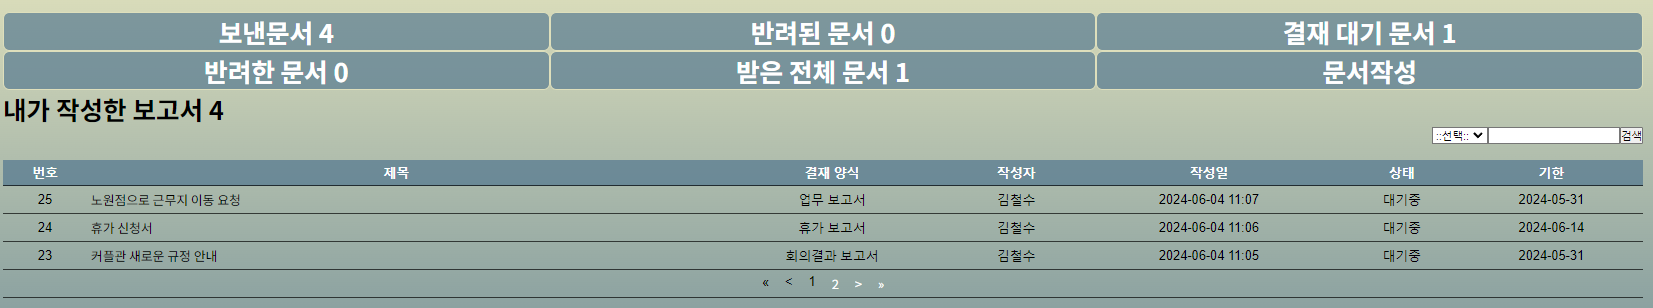 보낸문서 4 반려된 문서 0 결재 대기 문서 1
반려한 문서 0 받은 전체 문서 1 문서작성
내가 작성한 보고서 4
::선택:: 검색
번호 제목 결재 양식 작성자 작성일 상태 기한
25 노원점으로 근무지 이동 요청 업무 보고서 김철수 2024-06-04 11:07 대기중 2024-05-31
24 휴가 신청서 휴가 보고서 김철수 2024-06-04 11:06 대기중 2024-06-14
23 커플관 새로운 규정 안내 회의결과 보고서 김철수 2024-06-04 11:05 대기중 2024-05-31
« < 1 2 > »